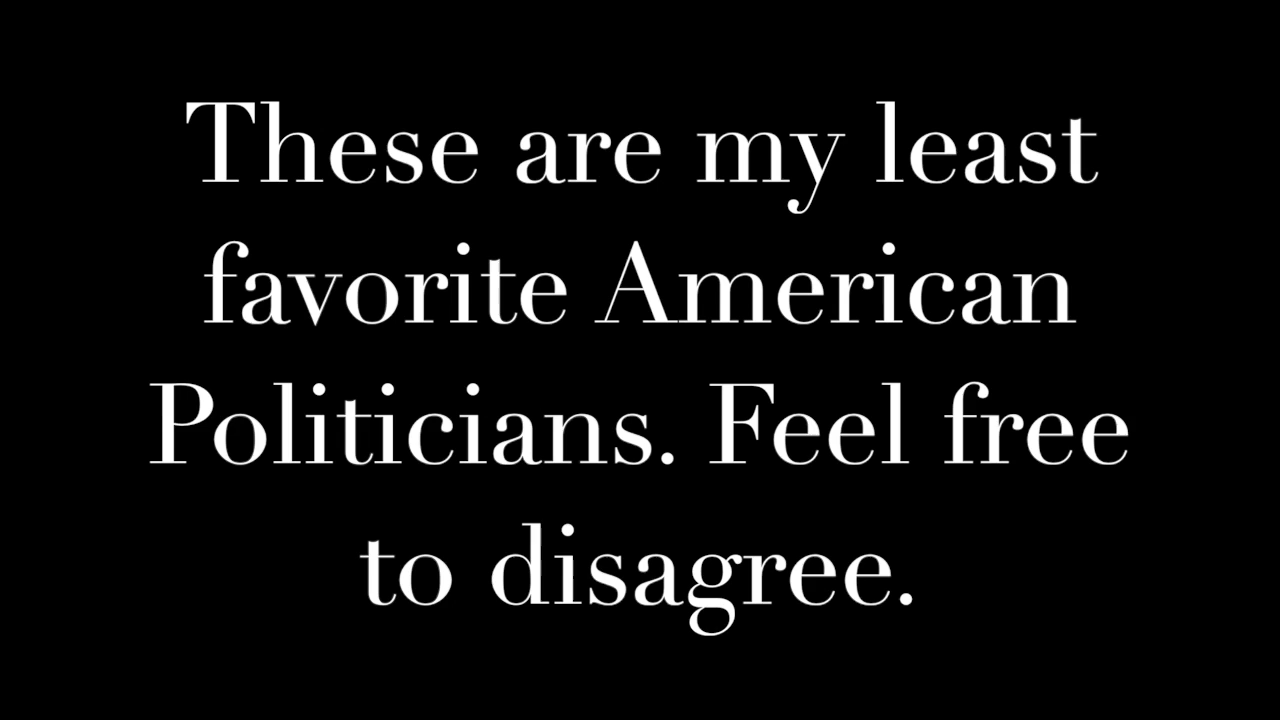 These are my least
favorite American
Politicians. Feel free
to disagree.